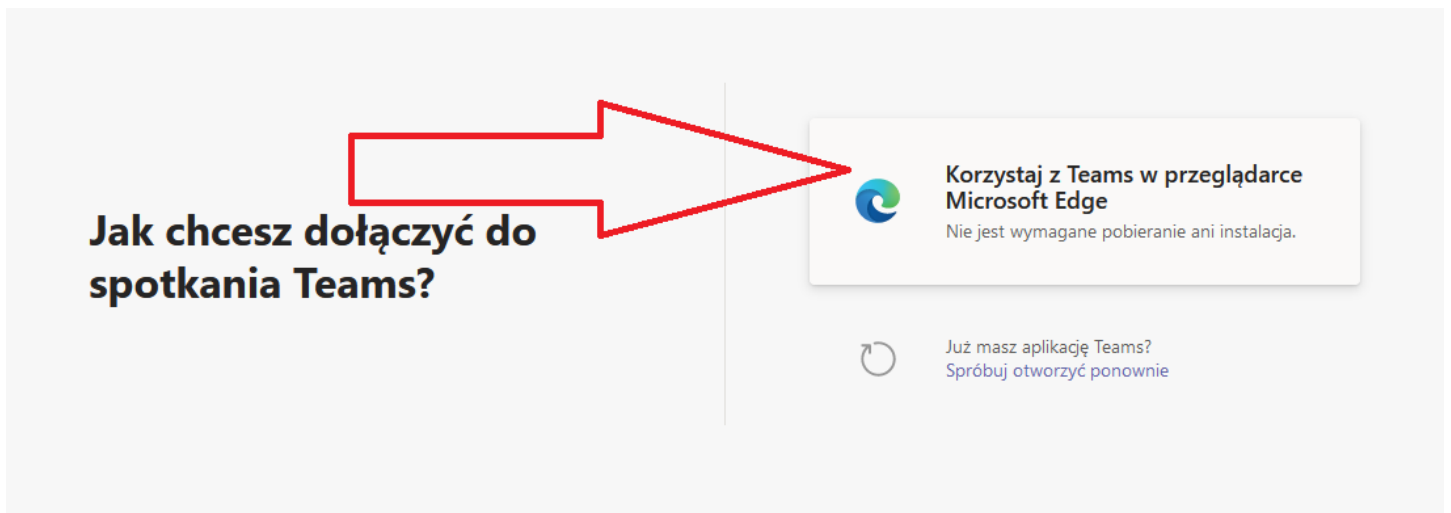 Jak chcesz dołączyć do
spotkania Teams?
Korzystaj z Teams w przeglądarce
Microsoft Edge
Nie jest wymagane pobieranie ani instalacja.
Już masz aplikację Teams?
Spróbuj otworzyć ponownie